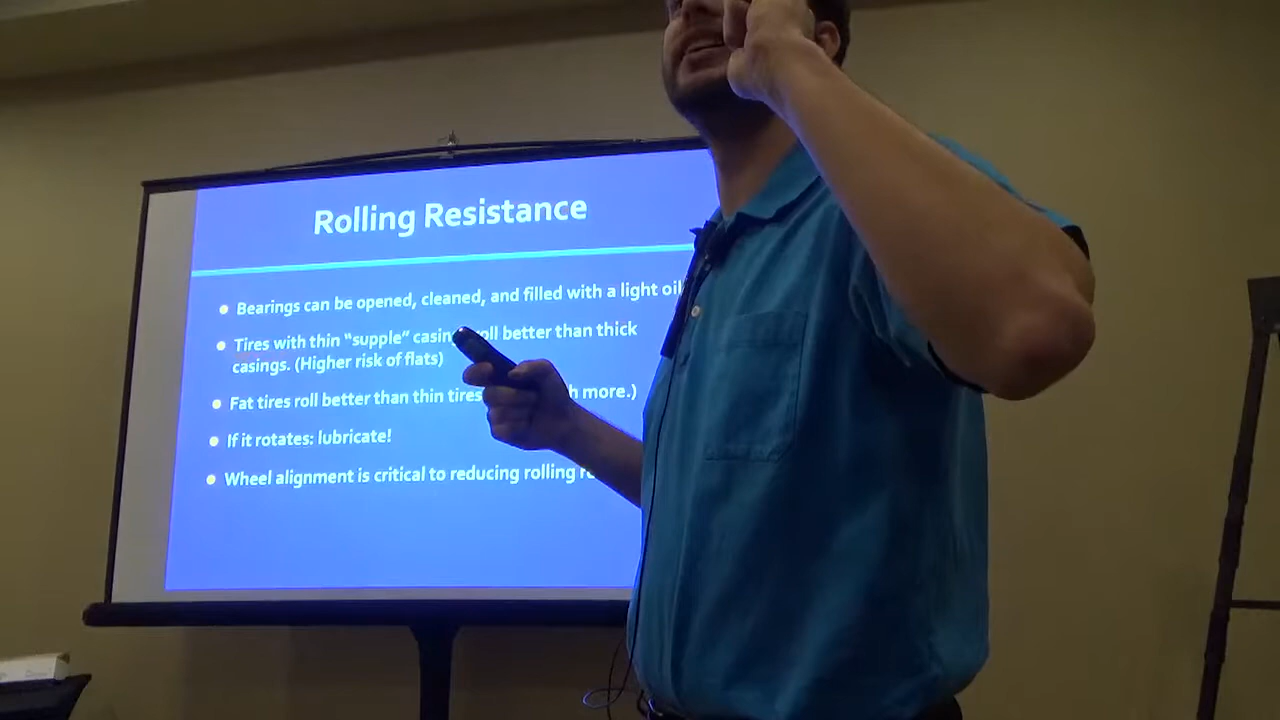 Rolling Resistance
Bearings can be opened, cleaned, and filled with a light oil
Tires with thin “supple” casing roll better than thick
casings. (Higher risk of flats)
Fat tires roll better than thin tires more.)
If it rotates: lubricate!
Wheel alignment is critical to reducing rolling